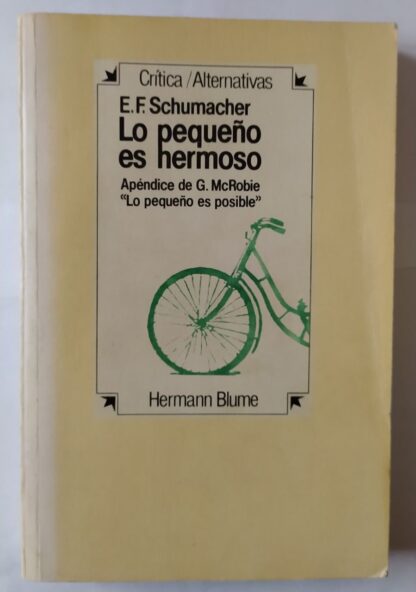 Crítica /Alternativas
E.F. Schumacher
Lo pequeño
es hermoso
Apéndice de G. McRobie
“Lo pequeño es posible”
Hermann Blume